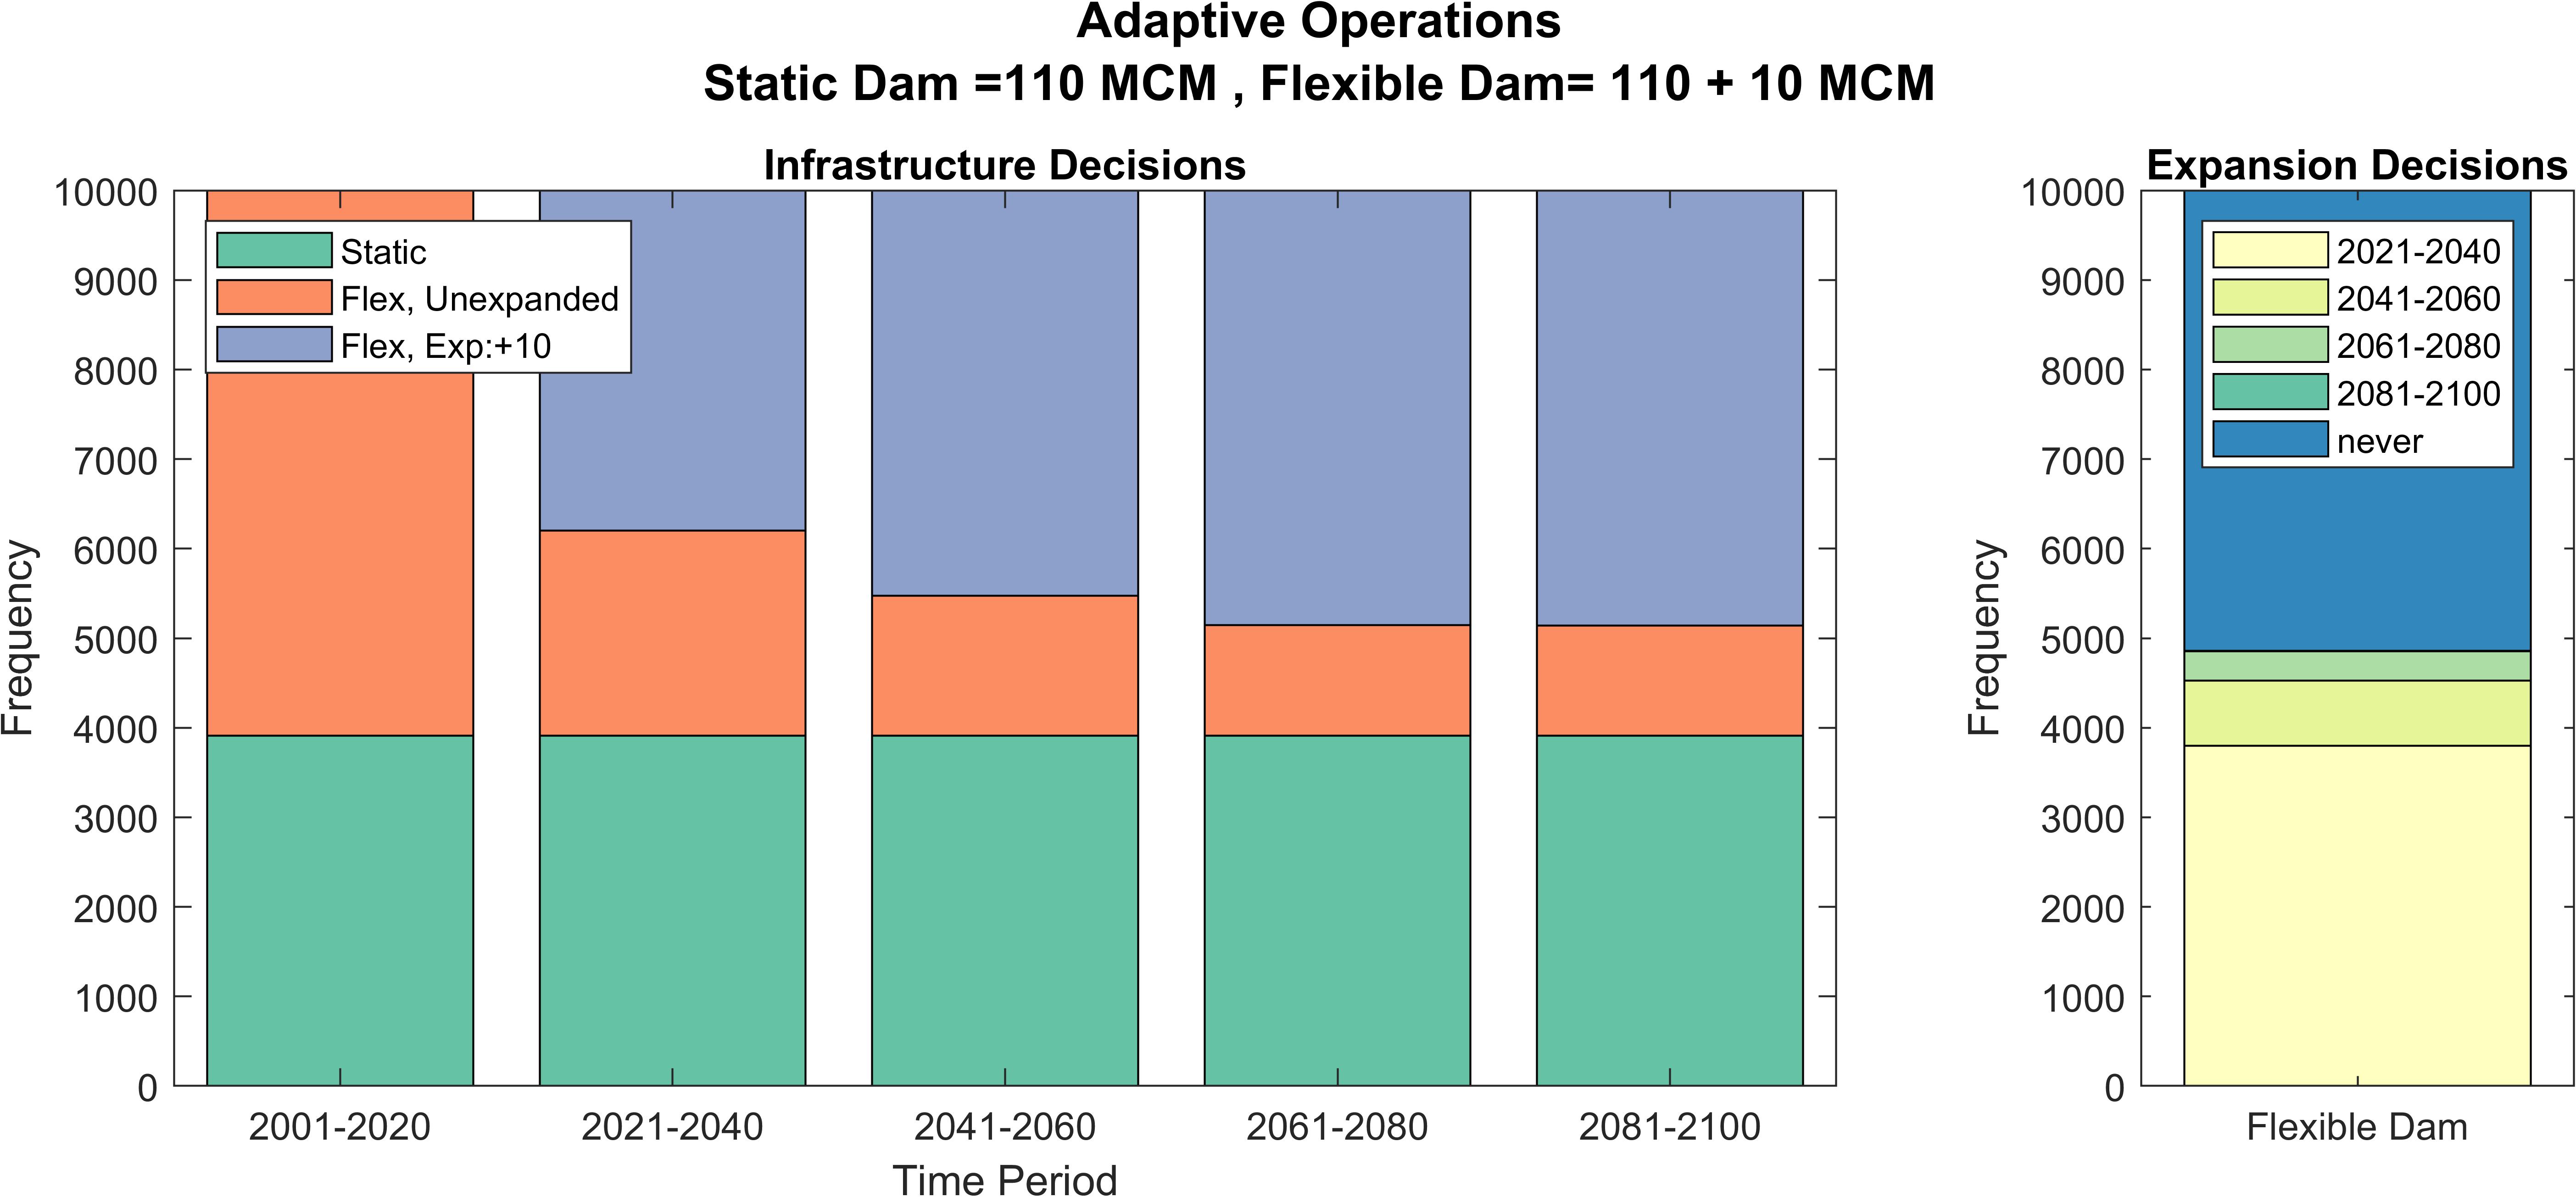 Adaptive Operations
Static Dam =110 MCM , Flexible Dam= 110 + 10 MCM
Infrastructure Decisions
10000
9000
8000
7000
6000
5000
4000
3000
2000
1000
0
Frequency
Static
Flex, Unexpanded
Flex, Exp:+10
2001-2020
2021-2040
2041-2060
2061-2080
2081-2100
Time Period
Expansion Decisions
10000
9000
8000
7000
6000
5000
4000
3000
2000
1000
0
Frequency
2021-2040
2041-2060
2061-2080
2081-2100
never
Flexible Dam